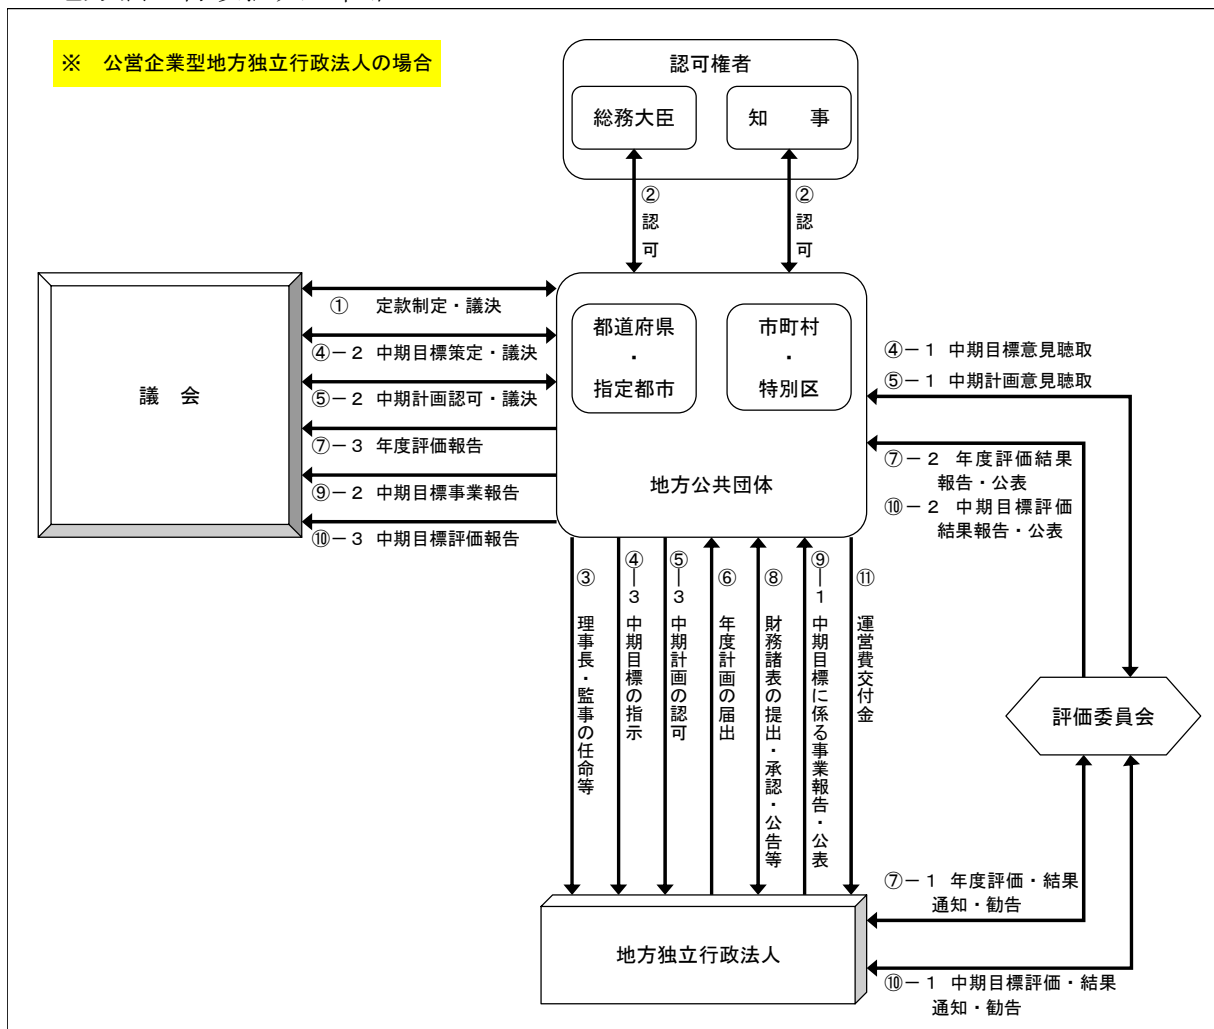 ※　公営企業型地方独立行政法人の場合
認可権者
総務大臣
知　事
②認可
②認可
議　会
①　定款制定・議決
④－２ 中期目標策定・議決
⑤－２ 中期計画認可・議決
⑦－３ 年度評価報告
⑨－２ 中期目標事業報告
⑩－３ 中期目標評価報告
都道府県
・
指定都市
市町村
・
特別区
地方公共団体
④－１ 中期目標意見聴取
⑤－１ 中期計画意見聴取
⑦－２ 年度評価結果
報告・公表
⑩－２ 中期目標評価
結果報告・公表
③ 理事長・監事の任命等
④－３ 中期目標の指示
⑤－３ 中期計画の認可
⑥ 年度計画の届出
⑧ 財務諸表の提出・承認・公告等
⑨－１ 中期目標に係る事業報告・公表
⑪ 運営費交付金
評価委員会
⑦－１ 年度評価・結果
通知・勧告
地方独立行政法人
⑩－１ 中期目標評価・結果
通知・勧告